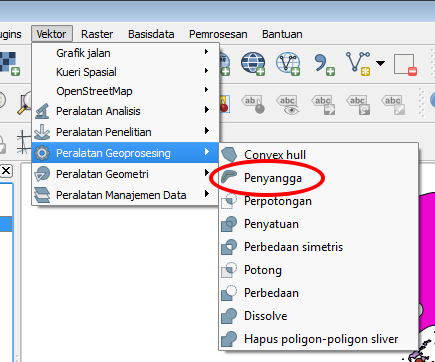 ugins Vektor Raster Basisdata Pemrosesan Bantuan
Grafik jalan
Kueri Spasial
OpenStreetMap
Peralatan Analisis
Peralatan Penelitian
Peralatan Geoprosesing
Peralatan Geometri
Peralatan Manajemen Data
abc abc abc abc
Convex hull
Penyangga
Perpotongan
Penyatuan
Perbedaan simetris
Potong
Perbedaan
Dissolve
Hapus poligon-poligon sliver